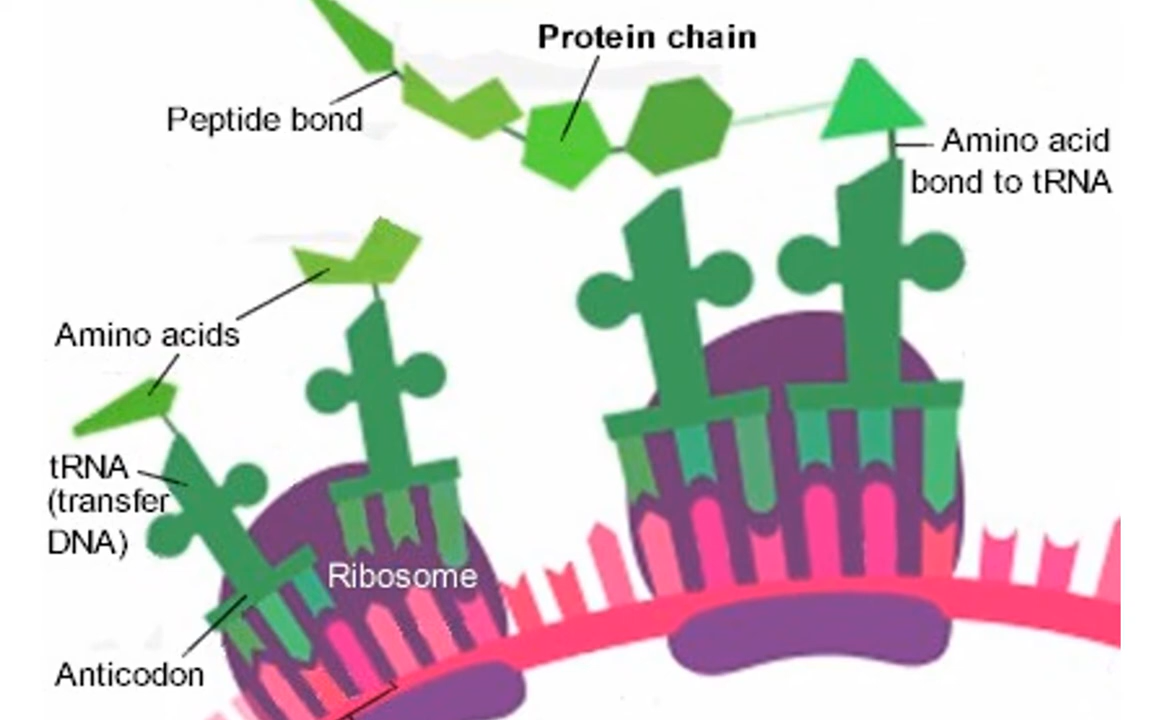 Protein chain
Peptide bond
Amino acid
bond to tRNA
Amino acids
tRNA
(transfer
DNA)
Ribosome
Anticodon